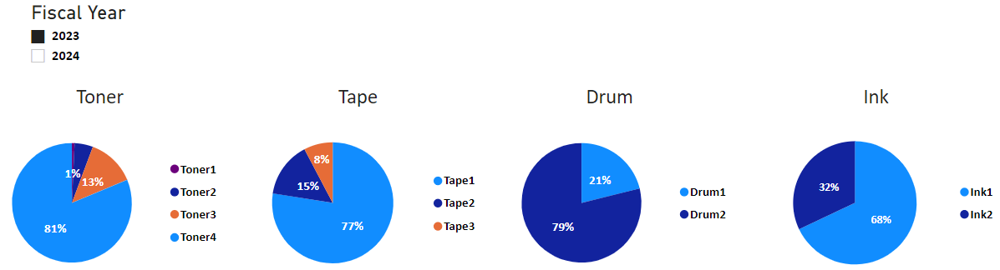 Fiscal Year
2023
2024
Toner
Tape
Drum
Ink
1%
13%
81%
Toner1
Toner2
Toner3
Toner4
8%
15%
77%
Tape1
Tape2
Tape3
21%
79%
Drum1
Drum2
32%
68%
Ink1
Ink2